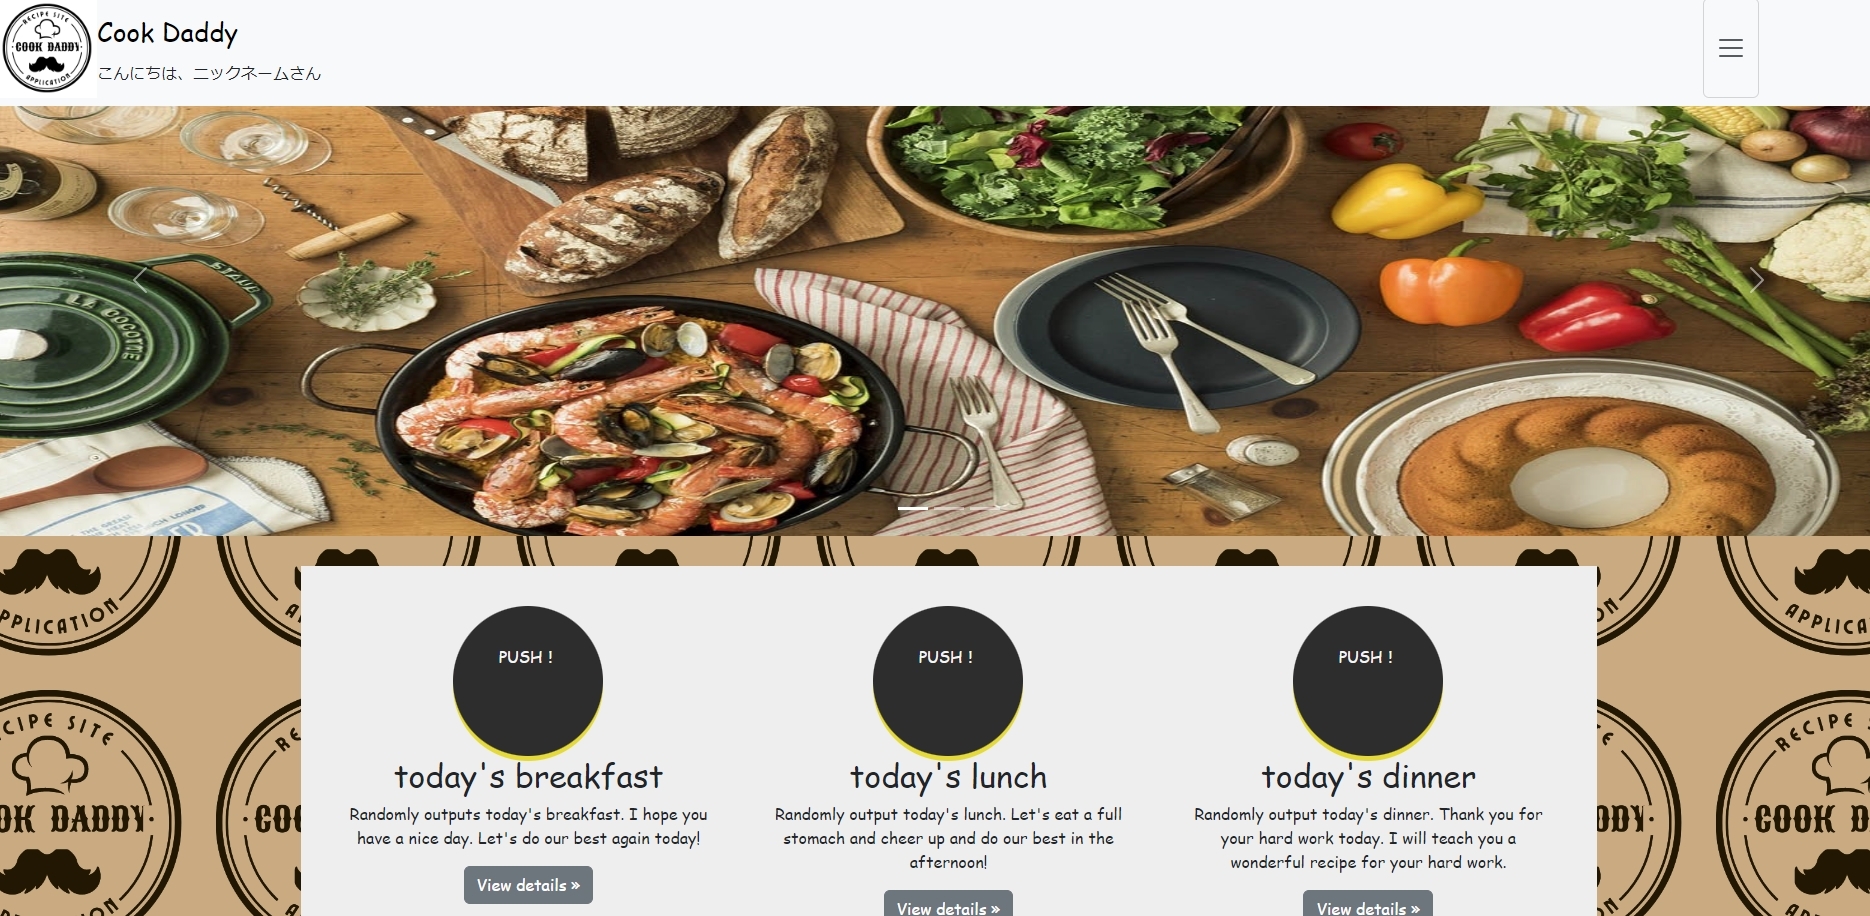 RECIPE SITE
COOK DADDY
APPLICATION
Cook Daddy
こんにちは、ニックネームさん
STAUB
LA COCOTTE
PUSH !
PUSH !
PUSH !
today's breakfast
today's lunch
today's dinner
Randomly outputs today's breakfast. I hope you
have a nice day. Let's do our best again today!
Randomly output today's lunch. Let's eat a full
stomach and cheer up and do our best in the
afternoon!
Randomly output today's dinner. Thank you for
your hard work today. I will teach you a
wonderful recipe for your hard work.
View details »
View details »
View details »
APPLICATION
RECIPE SITE
COOK DADDY